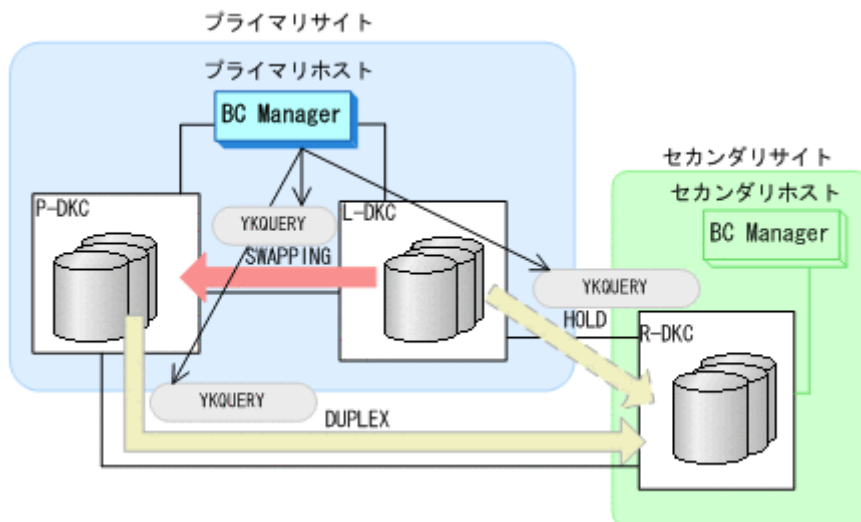 プライマリサイト
プライマリホスト
BC Manager
セカンダリサイト
セカンダリホスト
BC Manager
P-DKC
L-DKC
YKQUERY
SWAPPING
YKQUERY
HOLD
R-DKC
YKQUERY
DUPLEX